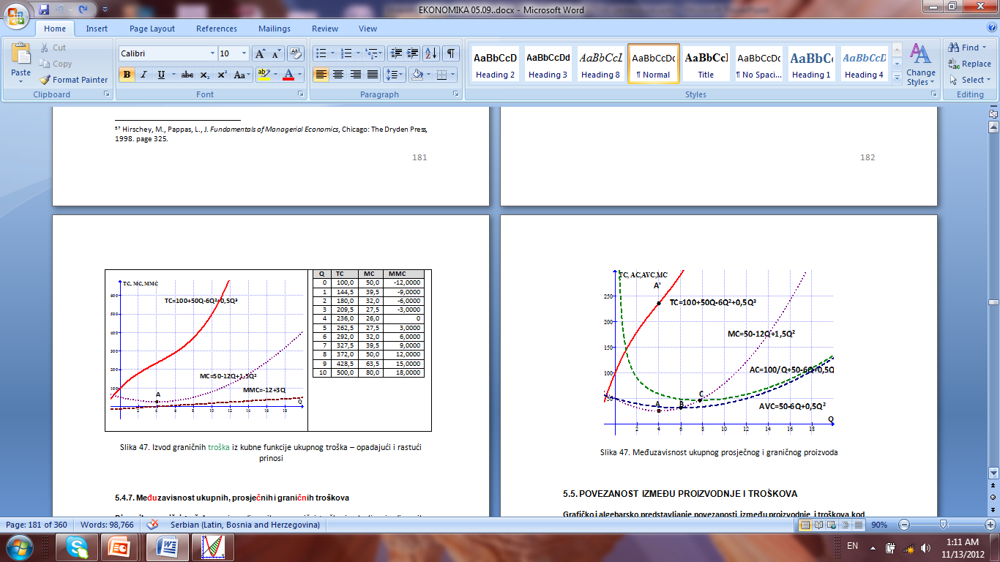 EKONOMIKA 05.09..docx - Microsoft Word
Home Insert Page Layout References Mailings Review View
Paste
Cut
Copy
Format Painter
Clipboard
Calibri 10
Font
Paragraph
AaBbCcD AaBbCcDd AaBbCcL AaBbCcDc AaBbCcl AaBbCcDc AaBbCc AaBbCcD
Heading 2 Heading 3 Heading 8 ¶ Normal Title ¶ No Spaci... Heading 1 Heading 4
Change Styles
Styles
Find
Replace
Select
Editing
57 Hirschey, M., Pappas, L., J. Fundamentals of Managerial Economics, Chicago: The Dryden Press,
1998. page 325.
181
182
TC, MC, MMC
TC=100+50Q-6Q²+0,5Q³
MC=50-12Q+1,5Q²
MMC=-12+3Q
A
Q
2 4 6 8 10 12 14 16 18
Q TC MC MMC
0 100,0 50,0 -12,0000
1 144,5 39,5 -9,0000
2 180,0 32,0 -6,0000
3 209,5 27,5 -3,0000
4 236,0 26,0 0
5 262,5 27,5 3,0000
6 292,0 32,0 6,0000
7 327,5 39,5 9,0000
8 372,0 50,0 12,0000
9 428,5 63,5 15,0000
10 500,0 80,0 18,0000
Slika 47. Izvod graničnih troška iz kubne funkcije ukupnog troška – opadajući i rastući
prinosi
5.4.7. Međuzavisnost ukupnih, prosječnih i graničnih troškova
TC, AC,AVC,MC
A'
TC=100+50Q-6Q²+0,5Q³
MC=50-12Q+1,5Q²
AC=100/Q+50-6Q+0,5Q
AVC=50-6Q+0,5Q²
A B C
Q
250
200
150
100
50
2 4 6 8 10 12 14 16 18
Slika 47. Međuzavisnost ukupnog prosječnog i graničnog proizvoda
5.5. POVEZANOST IZMEĐU PROIZVODNJE I TROŠKOVA
Grafičko i algebarsko predstavljanje povezanosti između proizvodnje i troškova kod
Page: 181 of 360 Words: 98,766 Serbian (Latin, Bosnia and Herzegovina) 90%
EN
1:11 AM
11/13/2012